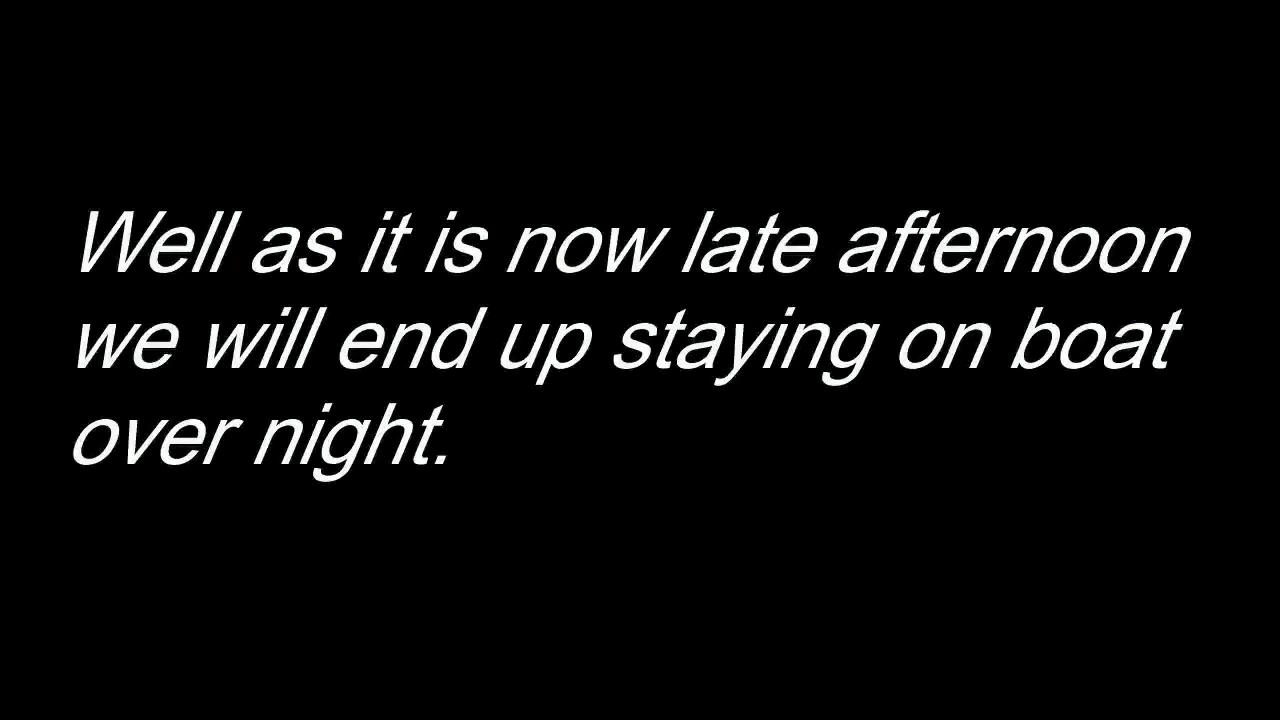 Well as it is now late afternoon
we will end up staying on boat
over night.